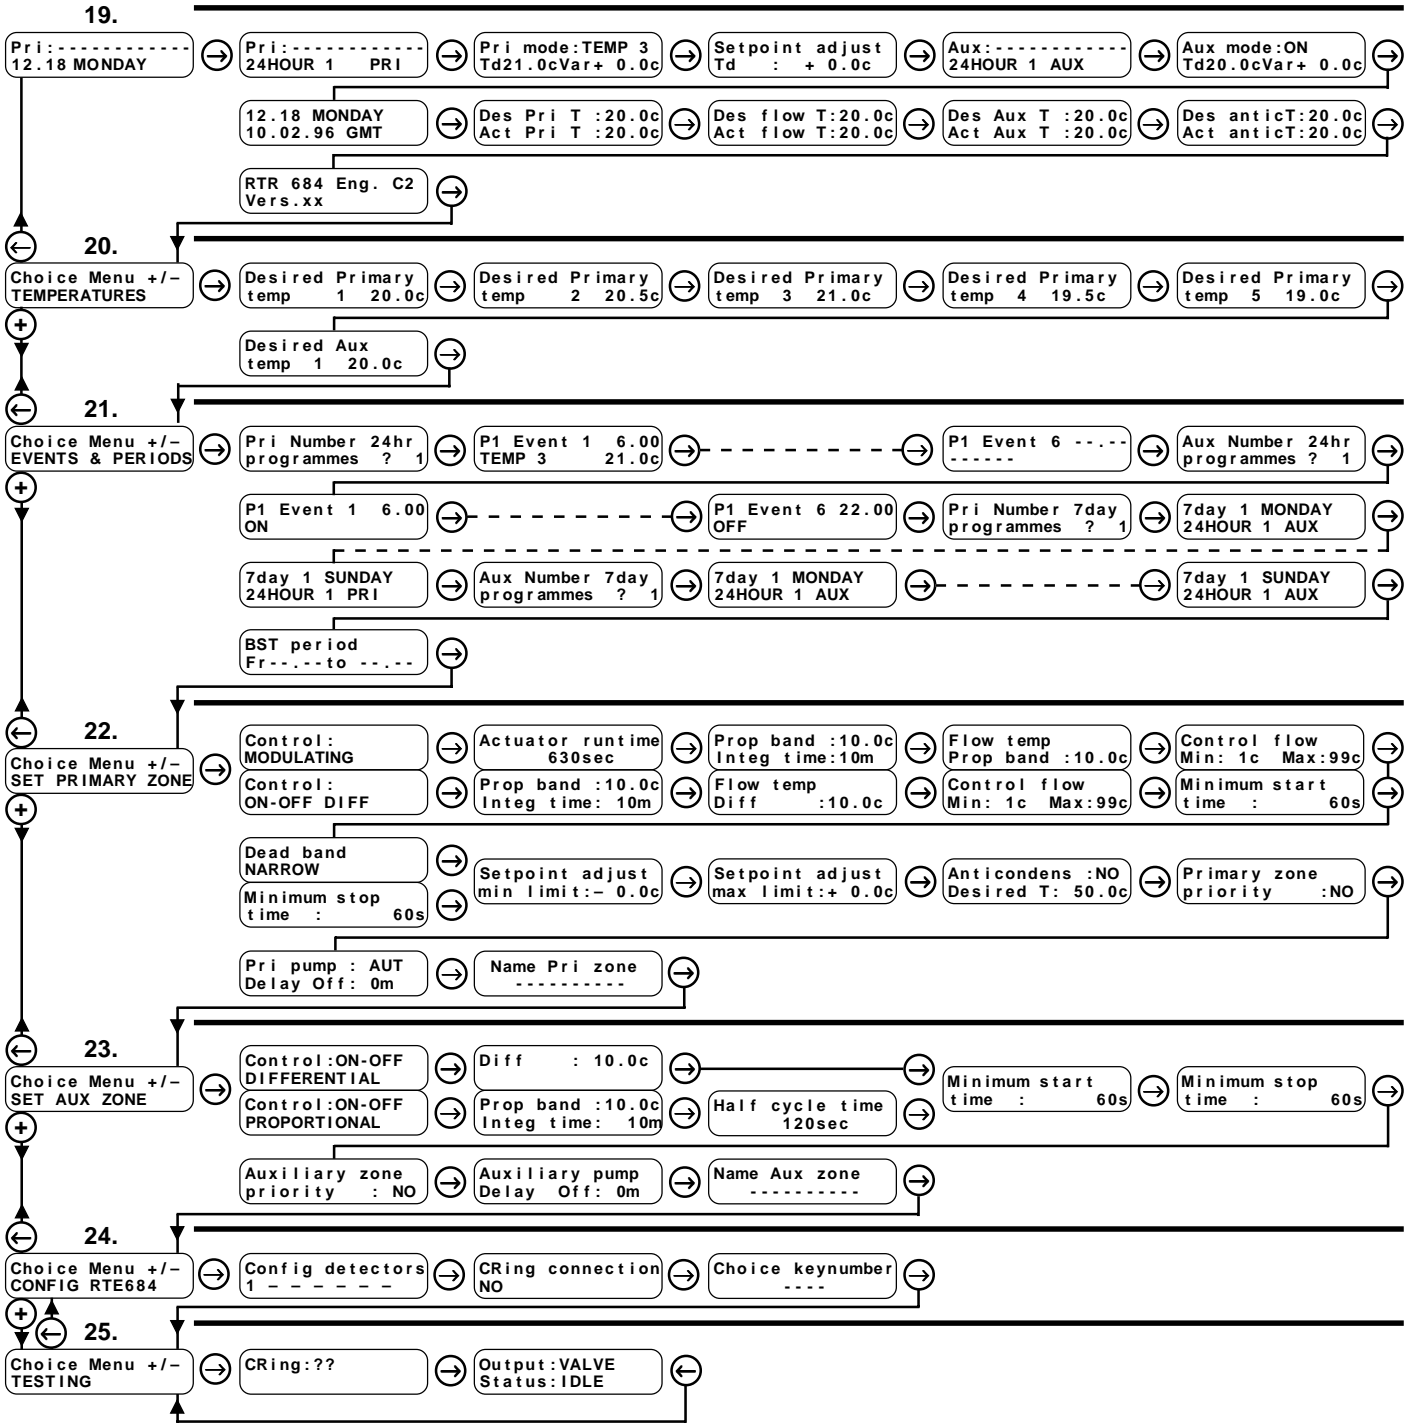 19.
Pri:------------
12.18 MONDAY
Pri:------------
24HOUR 1 PRI
Pri mode:TEMP 3
Td21.0cVar+ 0.0c
Setpoint adjust
Td : + 0.0c
Aux:------------
24HOUR 1 AUX
Aux mode:ON
Td20.0cVar+ 0.0c
12.18 MONDAY
10.02.96 GMT
Des Pri T :20.0c
Act Pri T :20.0c
Des flow T:20.0c
Act flow T:20.0c
Des Aux T :20.0c
Act Aux T :20.0c
Des anticT:20.0c
Act anticT:20.0c
RTR 684 Eng. C2
Vers.xx
20.
Choice Menu +/–
TEMPERATURES
Desired Primary
temp 1 20.0c
Desired Primary
temp 2 20.5c
Desired Primary
temp 3 21.0c
Desired Primary
temp 4 19.5c
Desired Primary
temp 5 19.0c
+
Desired Aux
temp 1 20.0c
21.
Choice Menu +/–
EVENTS & PERIODS
Pri Number 24hr
programmes ? 1
P1 Event 1 6.00
TEMP 3 21.0c
P1 Event 6 --.--
------
Aux Number 24hr
programmes ? 1
+
P1 Event 1 6.00
ON
P1 Event 6 22.00
OFF
Pri Number 7day
programmes ? 1
7day 1 MONDAY
24HOUR 1 AUX
7day 1 SUNDAY
24HOUR 1 PRI
Aux Number 7day
programmes ? 1
7day 1 MONDAY
24HOUR 1 AUX
7day 1 SUNDAY
24HOUR 1 AUX
BST period
Fr--.--to --.--
22.
Choice Menu +/–
SET PRIMARY ZONE
Control:
MODULATING
Actuator runtime
630sec
Prop band :10.0c
Integ time:10m
Flow temp
Prop band :10.0c
Control flow
Min: 1c Max:99c
+
Control:
ON-OFF DIFF
Prop band :10.0c
Integ time: 10m
Flow temp
Diff :10.0c
Control flow
Min: 1c Max:99c
Minimum start
time : 60s
Dead band
NARROW
Minimum stop
time : 60s
Setpoint adjust
min limit:– 0.0c
Setpoint adjust
max limit:+ 0.0c
Anticondens :NO
Desired T: 50.0c
Primary zone
priority :NO
Pri pump : AUT
Delay Off: 0m
Name Pri zone
----------
23.
Choice Menu +/–
SET AUX ZONE
Control:ON-OFF
DIFFERENTIAL
Diff : 10.0c
+
Control:ON-OFF
PROPORTIONAL
Prop band :10.0c
Integ time: 10m
Half cycle time
120sec
Minimum start
time : 60s
Minimum stop
time : 60s
Auxiliary zone
priority : NO
Auxiliary pump
Delay Off: 0m
Name Aux zone
----------
24.
Choice Menu +/–
CONFIG RTE684
Config detectors
1 – – – – – –
CRing connection
NO
Choice keynumber
----
+
25.
Choice Menu +/–
TESTING
CRing:??
Output:VALVE
Status:IDLE